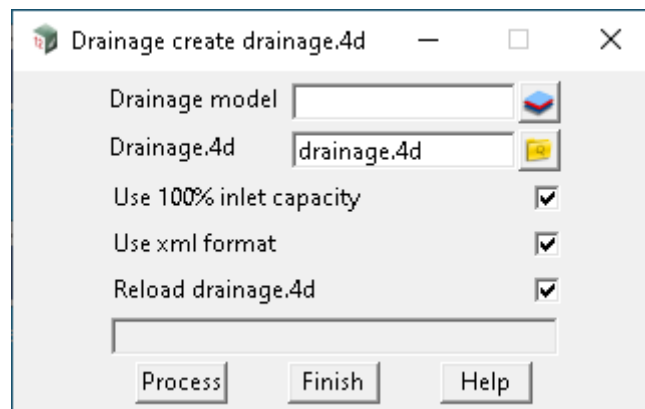 Drainage create drainage.4d
Drainage model
Drainage.4d drainage.4d
Use 100% inlet capacity
Use xml format
Reload drainage.4d
Process Finish Help